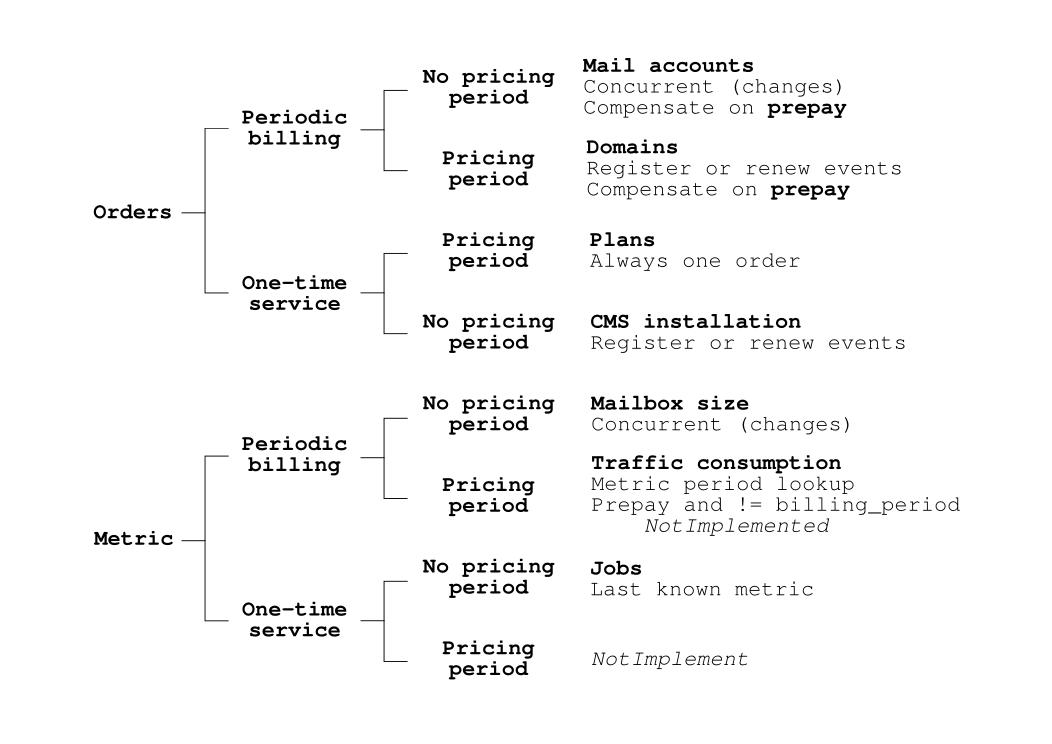 Orders
Periodic
billing
No pricing
period
Mail accounts
Concurrent (changes)
Compensate on prepay
Pricing
period
Domains
Register or renew events
Compensate on prepay
One-time
service
Pricing
period
Plans
Always one order
No pricing
period
CMS installation
Register or renew events
Metric
Periodic
billing
No pricing
period
Mailbox size
Concurrent (changes)
Pricing
period
Traffic consumption
Metric period lookup
Prepay and != billing_period
NotImplemented
One-time
service
No pricing
period
Jobs
Last known metric
Pricing
period
NotImplement